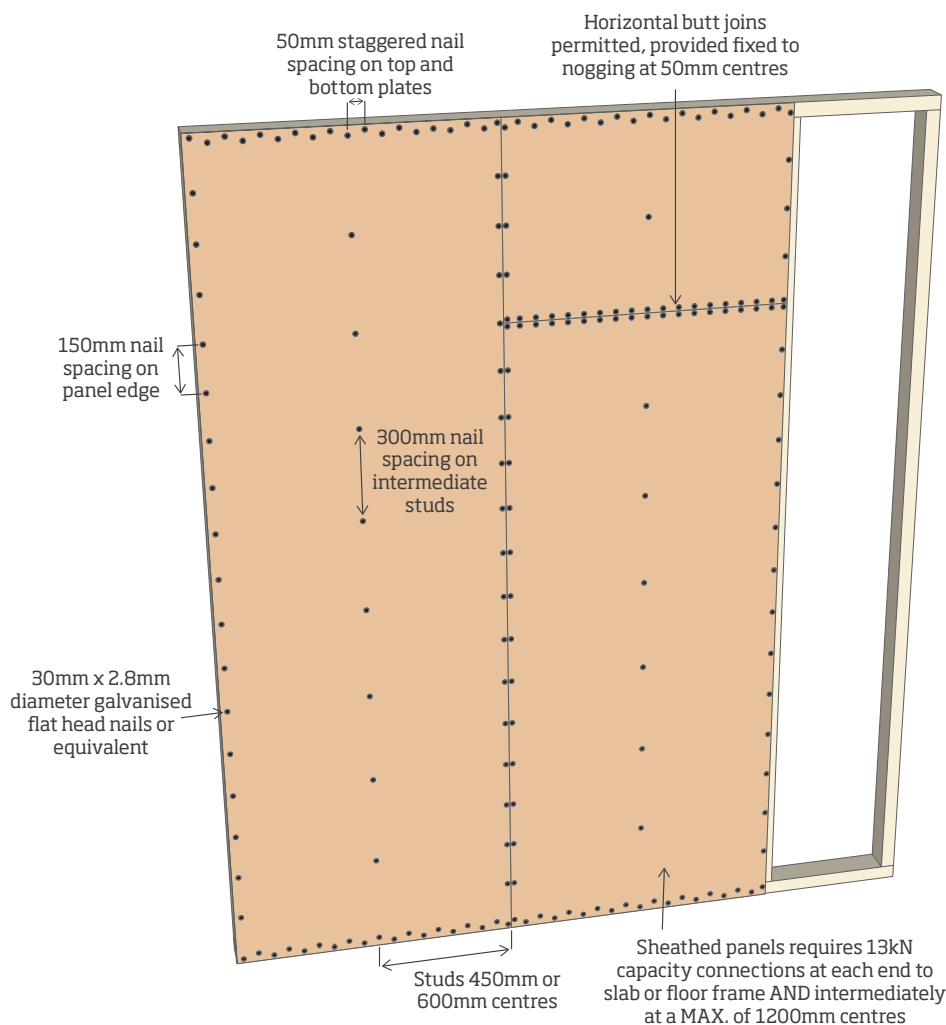 50mm staggered nail
spacing on top and
bottom plates
Horizontal butt joins
permitted, provided fixed to
nogging at 50mm centres
150mm nail
spacing on
panel edge
300mm nail
spacing on
intermediate
studs
30mm x 2.8mm
diameter galvanised
flat head nails or
equivalent
Studs 450mm or
600mm centres
Sheathed panels requires 13kN
capacity connections at each end to
slab or floor frame AND intermediately
at a MAX. of 1200mm centres